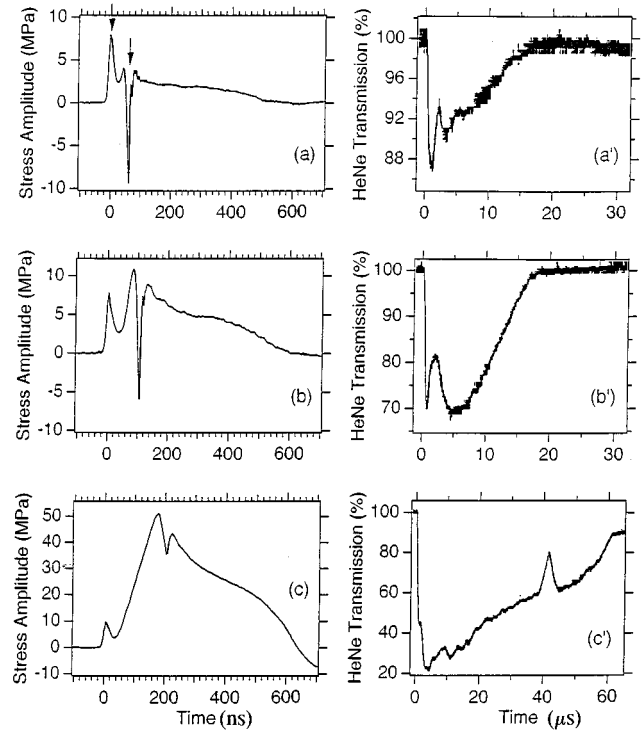 Stress Amplitude (MPa)
10
5
0
-5
-10
0 200 400 600
(a)
HeNe Transmission (%)
100
96
92
88
0 10 20 30
(a')
Stress Amplitude (MPa)
10
5
0
-5
-10
0 200 400 600
(b)
HeNe Transmission (%)
100
90
80
70
0 10 20 30
(b')
Stress Amplitude (MPa)
50
40
30
20
10
0
-10
0 200 400 600
Time (ns)
(c)
HeNe Transmission (%)
100
80
60
40
20
0 20 40 60
Time (µs)
(c')